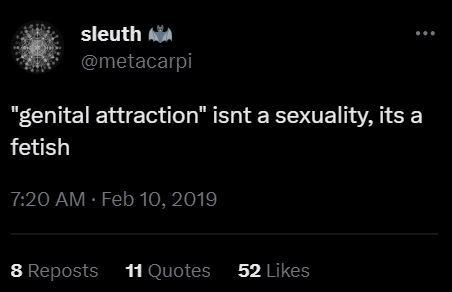 sleuth 🦇
@metacarpi
"genital attraction" isnt a sexuality, its a
fetish
7:20 AM · Feb 10, 2019
8 Reposts 11 Quotes 52 Likes